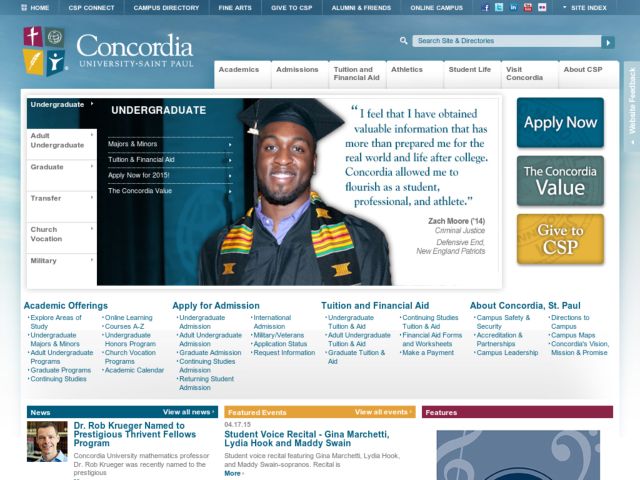 HOME
CSP CONNECT
CAMPUS DIRECTORY
FINE ARTS
GIVE TO CSP
ALUMNI & FRIENDS
ONLINE CAMPUS
SITE INDEX
Concordia
UNIVERSITY·SAINT PAUL
Search Site & Directories
Academics
Admissions
Tuition and
Financial Aid
Athletics
Student Life
Visit
Concordia
About CSP
Website Feedback
Undergraduate
Adult
Undergraduate
Graduate
Transfer
Church
Vocation
Military
UNDERGRADUATE
Majors & Minors
Tuition & Financial Aid
Apply Now for 2015!
The Concordia Value
“I feel that I have obtained
valuable information that has
more than prepared me for the
real world and life after college.
Concordia allowed me to
flourish as a student,
professional, and athlete.”
Zach Moore ('14)
Criminal Justice
Defensive End,
New England Patriots
Apply Now
The Concordia
Value
Give to
CSP
Academic Offerings
Explore Areas of
Study
Undergraduate
Majors & Minors
Adult Undergraduate
Programs
Graduate Programs
Continuing Studies
Online Learning
Courses A-Z
Undergraduate
Honors Program
Church Vocation
Programs
Academic Calendar
Apply for Admission
Undergraduate
Admission
Adult Undergraduate
Admission
Graduate Admission
Continuing Studies
Admission
Returning Student
Admission
International
Admission
Military/Veterans
Application Status
Request Information
Tuition and Financial Aid
Undergraduate
Tuition & Aid
Adult Undergraduate
Tuition & Aid
Graduate Tuition &
Aid
Continuing Studies
Tuition & Aid
Financial Aid Forms
and Worksheets
Make a Payment
About Concordia, St. Paul
Campus Safety &
Security
Accreditation &
Partnerships
Campus Leadership
Directions to
Campus
Campus Maps
Concordia's Vision,
Mission & Promise
News
View all news ›
Dr. Rob Krueger Named to
Prestigious Thrivent Fellows
Program
Concordia University mathematics professor
Dr. Rob Krueger was recently named to the
prestigious
Featured Events
View all events ›
04.17.15
Student Voice Recital - Gina Marchetti,
Lydia Hook and Maddy Swain
Student voice recital featuring Gina Marchetti, Lydia Hook,
and Maddy Swain-sopranos. Recital is
More ›
Features